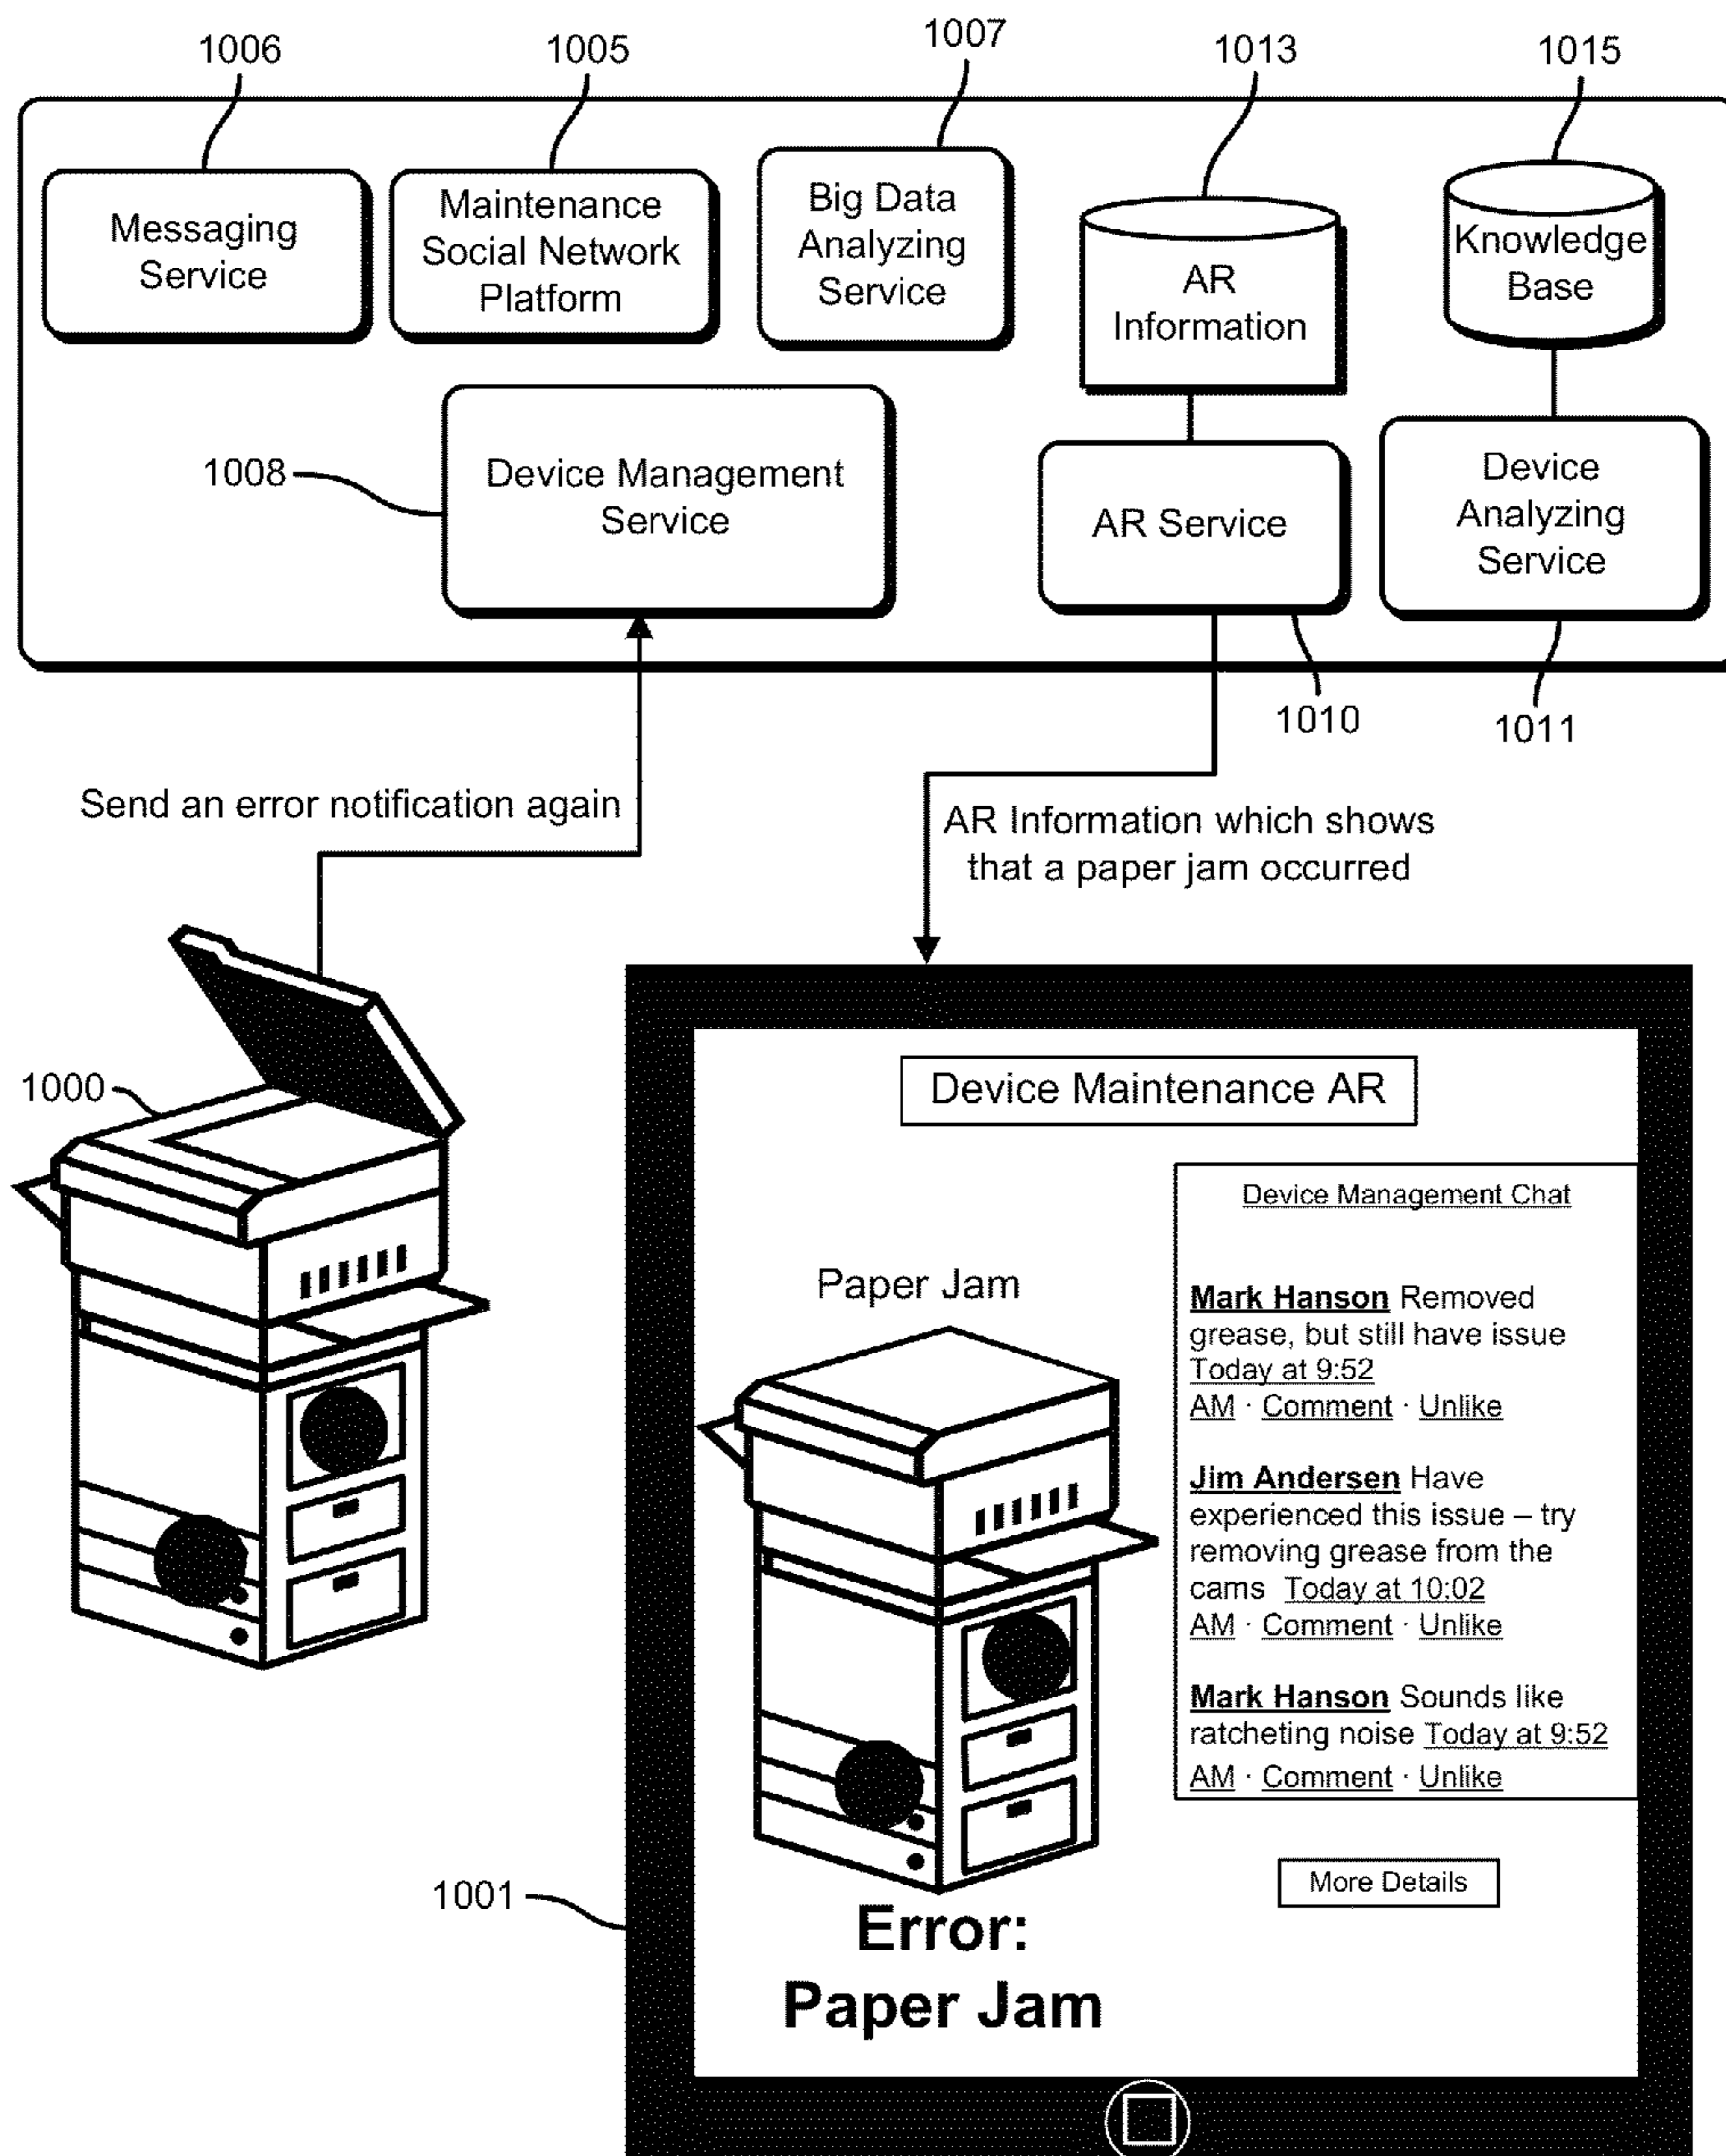 1006
1005
1007
1013
1015
Messaging
Service
Maintenance
Social Network
Platform
Big Data
Analyzing
Service
AR
Information
Knowledge
Base
1008
Device Management
Service
AR Service
Device
Analyzing
Service
1010
1011
Send an error notification again
AR Information which shows
that a paper jam occurred
1000
Device Maintenance AR
Device Management Chat
Paper Jam
Mark Hanson Removed
grease, but still have issue
Today at 9:52
AM · Comment · Unlike
Jim Andersen Have
experienced this issue – try
removing grease from the
cams Today at 10:02
AM · Comment · Unlike
Mark Hanson Sounds like
ratcheting noise Today at 9:52
AM · Comment · Unlike
More Details
1001
Error:
Paper Jam